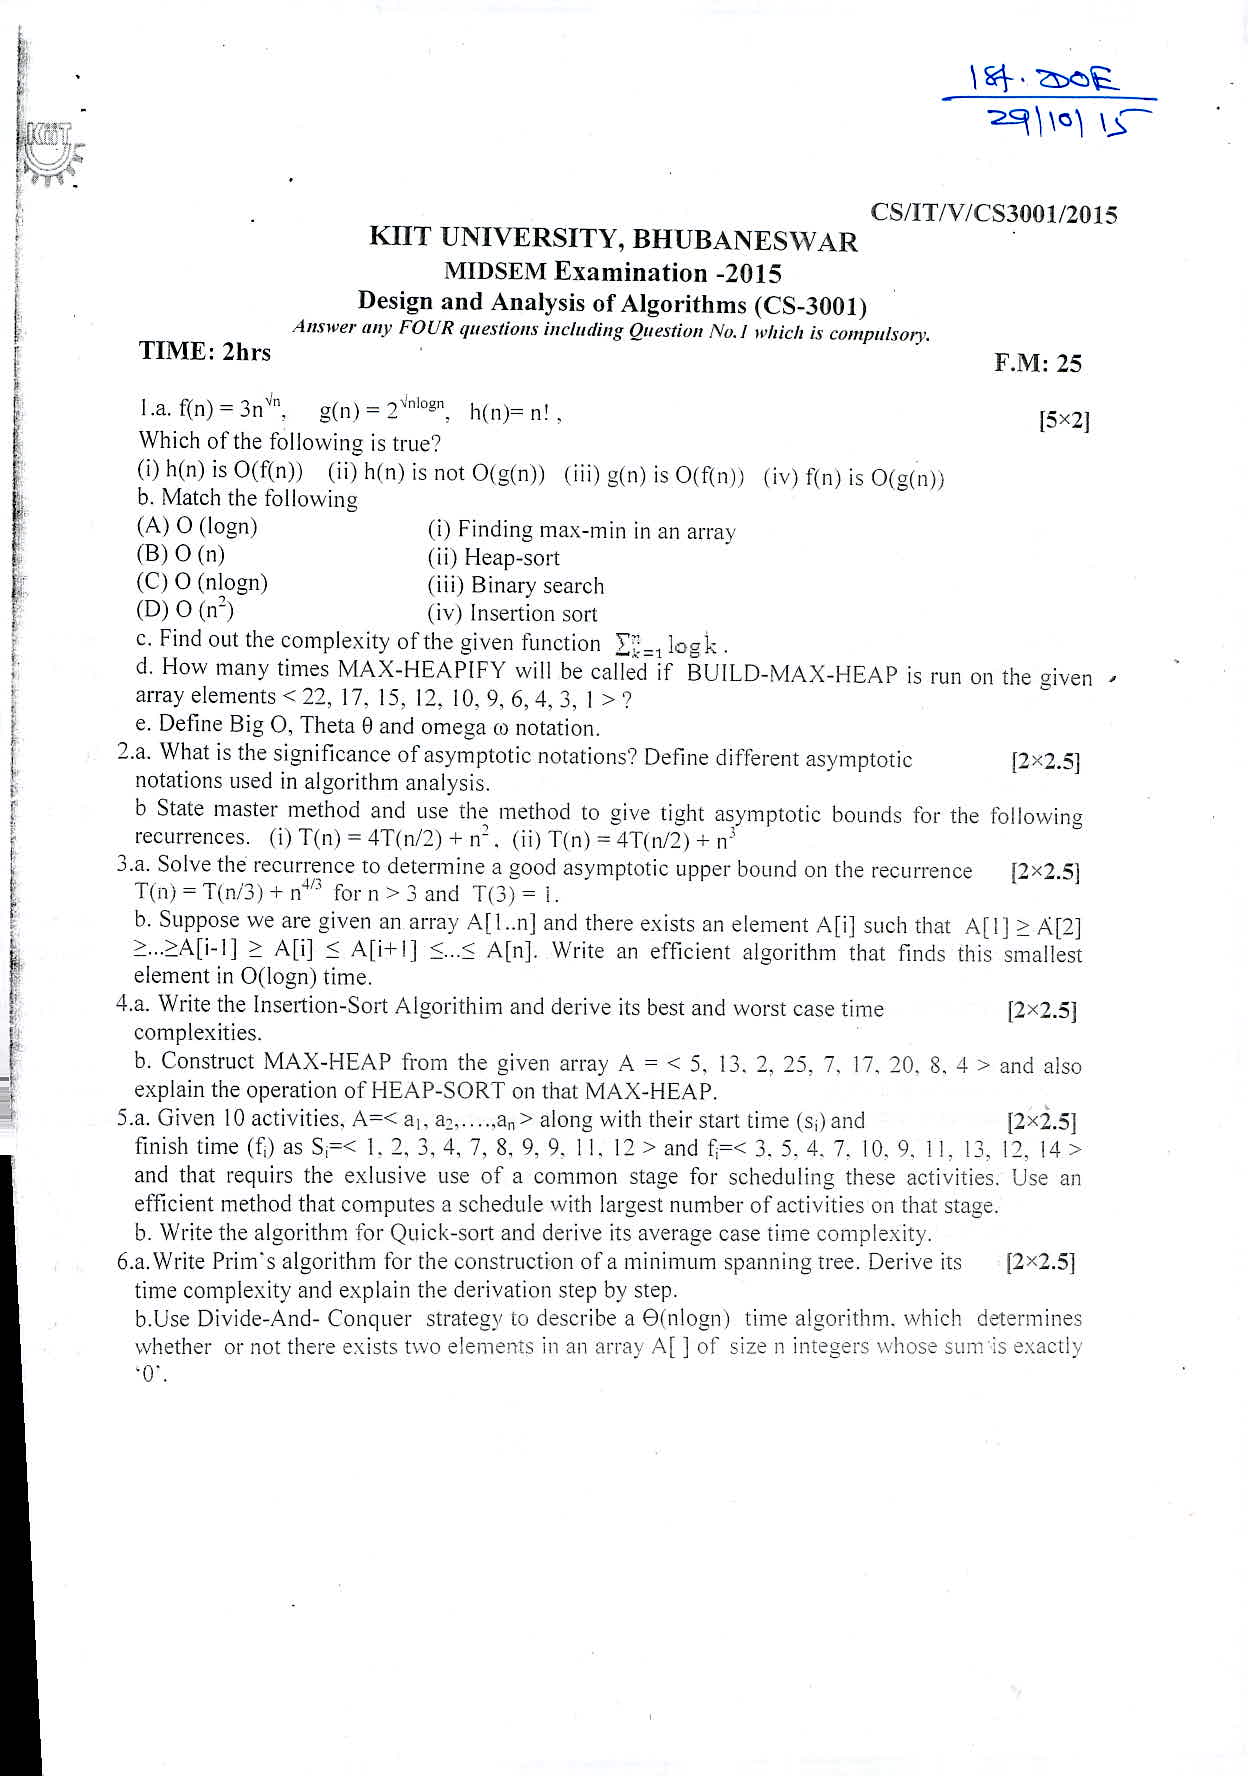 1st. DOE
29/10/15
KIIT
CS/IT/V/CS3001/2015
KIIT UNIVERSITY, BHUBANESWAR
MIDSEM Examination -2015
Design and Analysis of Algorithms (CS-3001)
Answer any FOUR questions including Question No.1 which is compulsory.
TIME: 2hrs
F.M: 25
1.a. f(n) = 3n^√n, g(n) = 2^√nlogn, h(n)= n! , [5×2]
Which of the following is true?
(i) h(n) is O(f(n)) (ii) h(n) is not O(g(n)) (iii) g(n) is O(f(n)) (iv) f(n) is O(g(n))
b. Match the following
(A) O (logn) (i) Finding max-min in an array
(B) O (n) (ii) Heap-sort
(C) O (nlogn) (iii) Binary search
(D) O (n²) (iv) Insertion sort
c. Find out the complexity of the given function ∑ⁿₖ₌₁ logk .
d. How many times MAX-HEAPIFY will be called if BUILD-MAX-HEAP is run on the given
array elements < 22, 17, 15, 12, 10, 9, 6, 4, 3, 1 > ?
e. Define Big O, Theta θ and omega ω notation.
2.a. What is the significance of asymptotic notations? Define different asymptotic [2×2.5]
notations used in algorithm analysis.
b State master method and use the method to give tight asymptotic bounds for the following
recurrences. (i) T(n) = 4T(n/2) + n² , (ii) T(n) = 4T(n/2) + n³
3.a. Solve the recurrence to determine a good asymptotic upper bound on the recurrence [2×2.5]
T(n) = T(n/3) + n^4/3 for n > 3 and T(3) = 1.
b. Suppose we are given an array A[1..n] and there exists an element A[i] such that A[1] ≥ A[2]
≥...≥A[i-1] ≥ A[i] ≤ A[i+1] ≤...≤ A[n]. Write an efficient algorithm that finds this smallest
element in O(logn) time.
4.a. Write the Insertion-Sort Algorithim and derive its best and worst case time [2×2.5]
complexities.
b. Construct MAX-HEAP from the given array A = < 5, 13, 2, 25, 7, 17, 20, 8, 4 > and also
explain the operation of HEAP-SORT on that MAX-HEAP.
5.a. Given 10 activities, A=< a₁, a₂,....,aₙ > along with their start time (sᵢ) and [2×2.5]
finish time (fᵢ) as Sᵢ=< 1, 2, 3, 4, 7, 8, 9, 9, 11, 12 > and fᵢ=< 3, 5, 4, 7, 10, 9, 11, 13, 12, 14 >
and that requirs the exlusive use of a common stage for scheduling these activities. Use an
efficient method that computes a schedule with largest number of activities on that stage.
b. Write the algorithm for Quick-sort and derive its average case time complexity.
6.a.Write Prim`s algorithm for the construction of a minimum spanning tree. Derive its [2×2.5]
time complexity and explain the derivation step by step.
b.Use Divide-And- Conquer strategy to describe a Θ(nlogn) time algorithm, which determines
whether or not there exists two elements in an array A[ ] of size n integers whose sum is exactly
‘0’.